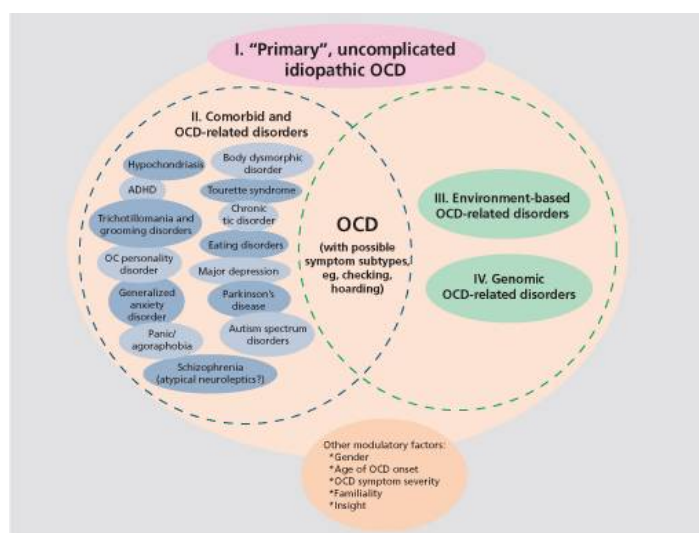 I. “Primary”, uncomplicated
idiopathic OCD
II. Comorbid and
OCD-related disorders
Hypochondriasis
Body dysmorphic
disorder
ADHD
Tourette syndrome
Trichotillomania and
grooming disorders
Chronic
tic disorder
Eating disorders
OC personality
disorder
Major depression
Generalized
anxiety
disorder
Parkinson's
disease
Panic/
agoraphobia
Autism spectrum
disorders
Schizophrenia
(atypical neuroleptics?)
OCD
(with possible
symptom subtypes,
eg, checking,
hoarding)
III. Environment-based
OCD-related disorders
IV. Genomic
OCD-related disorders
Other modulatory factors:
*Gender
*Age of OCD onset
*OCD symptom severity
*Familiality
*Insight